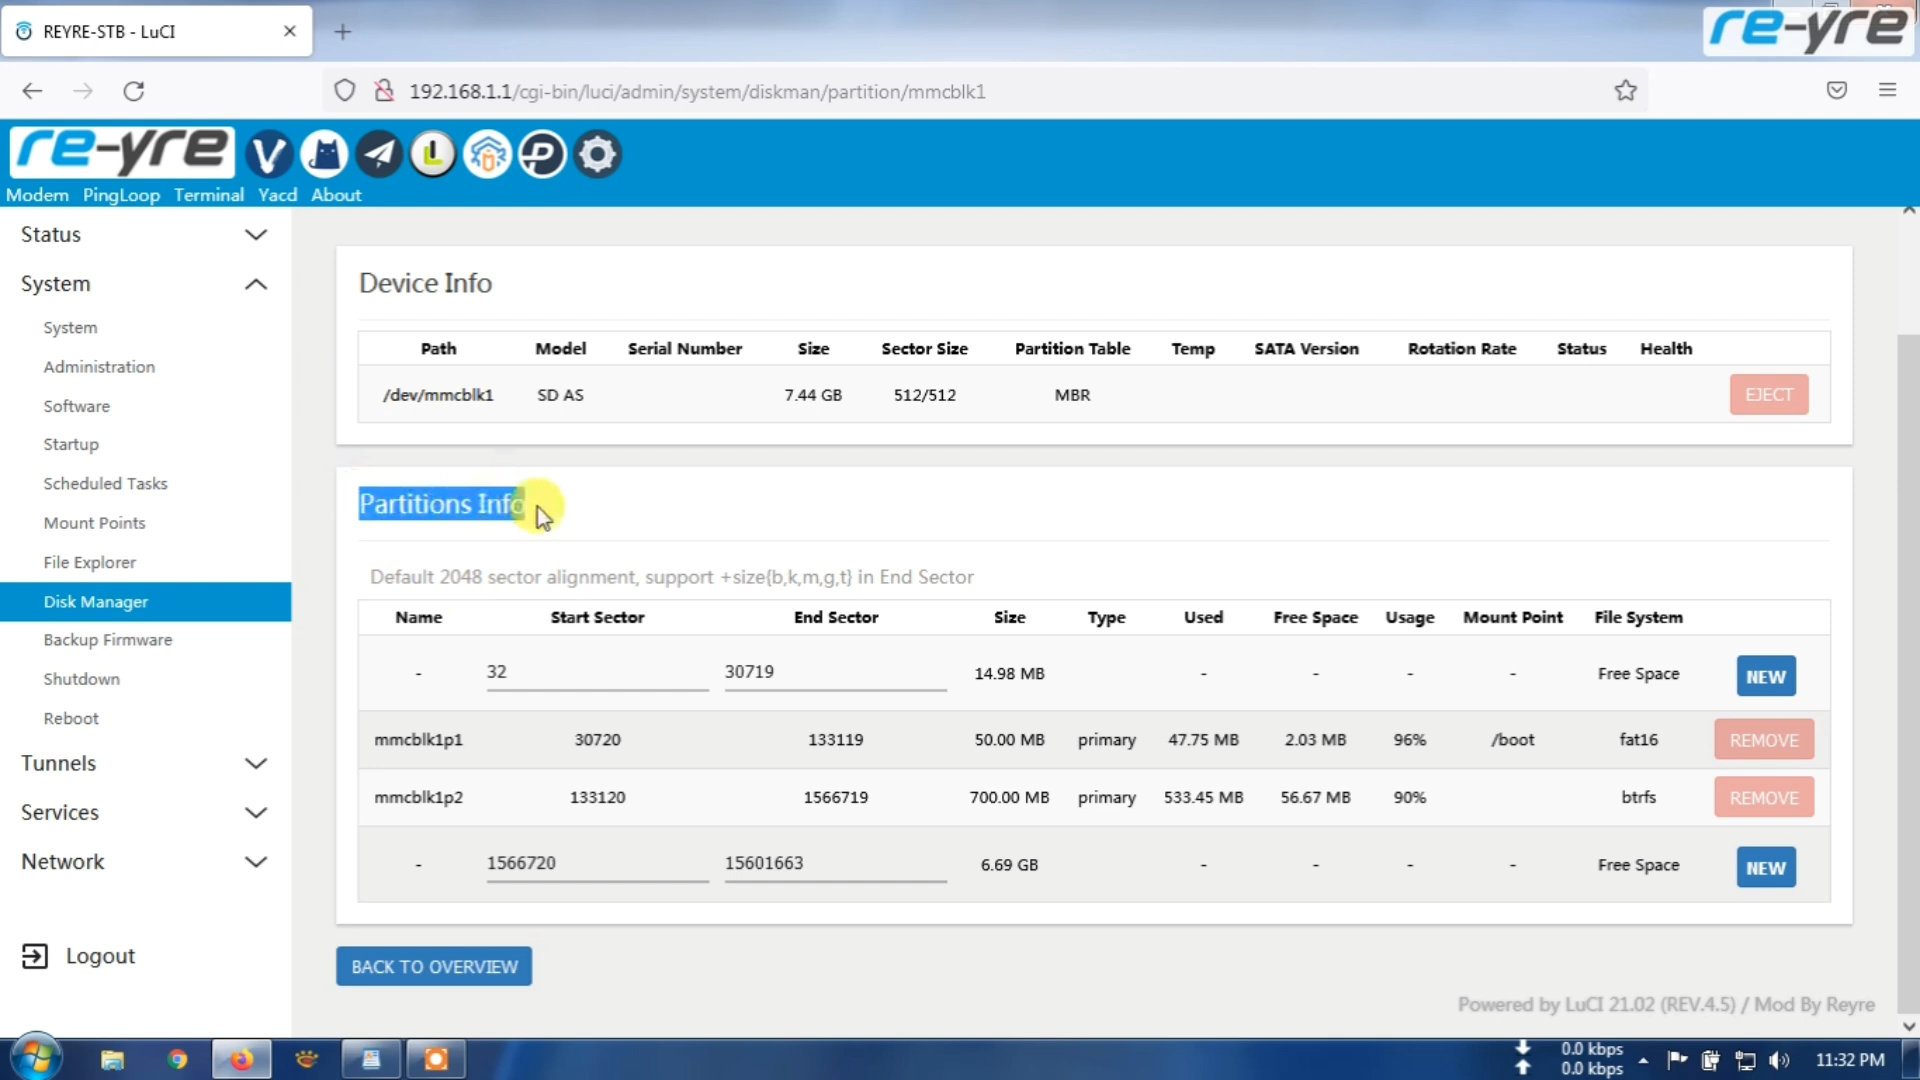 REYRE-STB - LuCI
re-yre
192.168.1.1/cgi-bin/luci/admin/system/diskman/partition/mmcblk1
re-yre
Modem PingLoop Terminal Yacd About
Status
System
System
Administration
Software
Startup
Scheduled Tasks
Mount Points
File Explorer
Disk Manager
Backup Firmware
Shutdown
Reboot
Tunnels
Services
Network
Logout
Device Info
Path Model Serial Number Size Sector Size Partition Table Temp SATA Version Rotation Rate Status Health
/dev/mmcblk1 SD AS 7.44 GB 512/512 MBR EJECT
Partitions Info
Default 2048 sector alignment, support +size{b,k,m,g,t} in End Sector
Name Start Sector End Sector Size Type Used Free Space Usage Mount Point File System
- 32 30719 14.98 MB - - - - Free Space NEW
mmcblk1p1 30720 133119 50.00 MB primary 47.75 MB 2.03 MB 96% /boot fat16 REMOVE
mmcblk1p2 133120 1566719 700.00 MB primary 533.45 MB 56.67 MB 90% btrfs REMOVE
- 1566720 15601663 6.69 GB - - - - Free Space NEW
BACK TO OVERVIEW
Powered by LuCI 21.02 (REV.4.5) / Mod By Reyre
0.0 kbps
0.0 kbps
11:32 PM